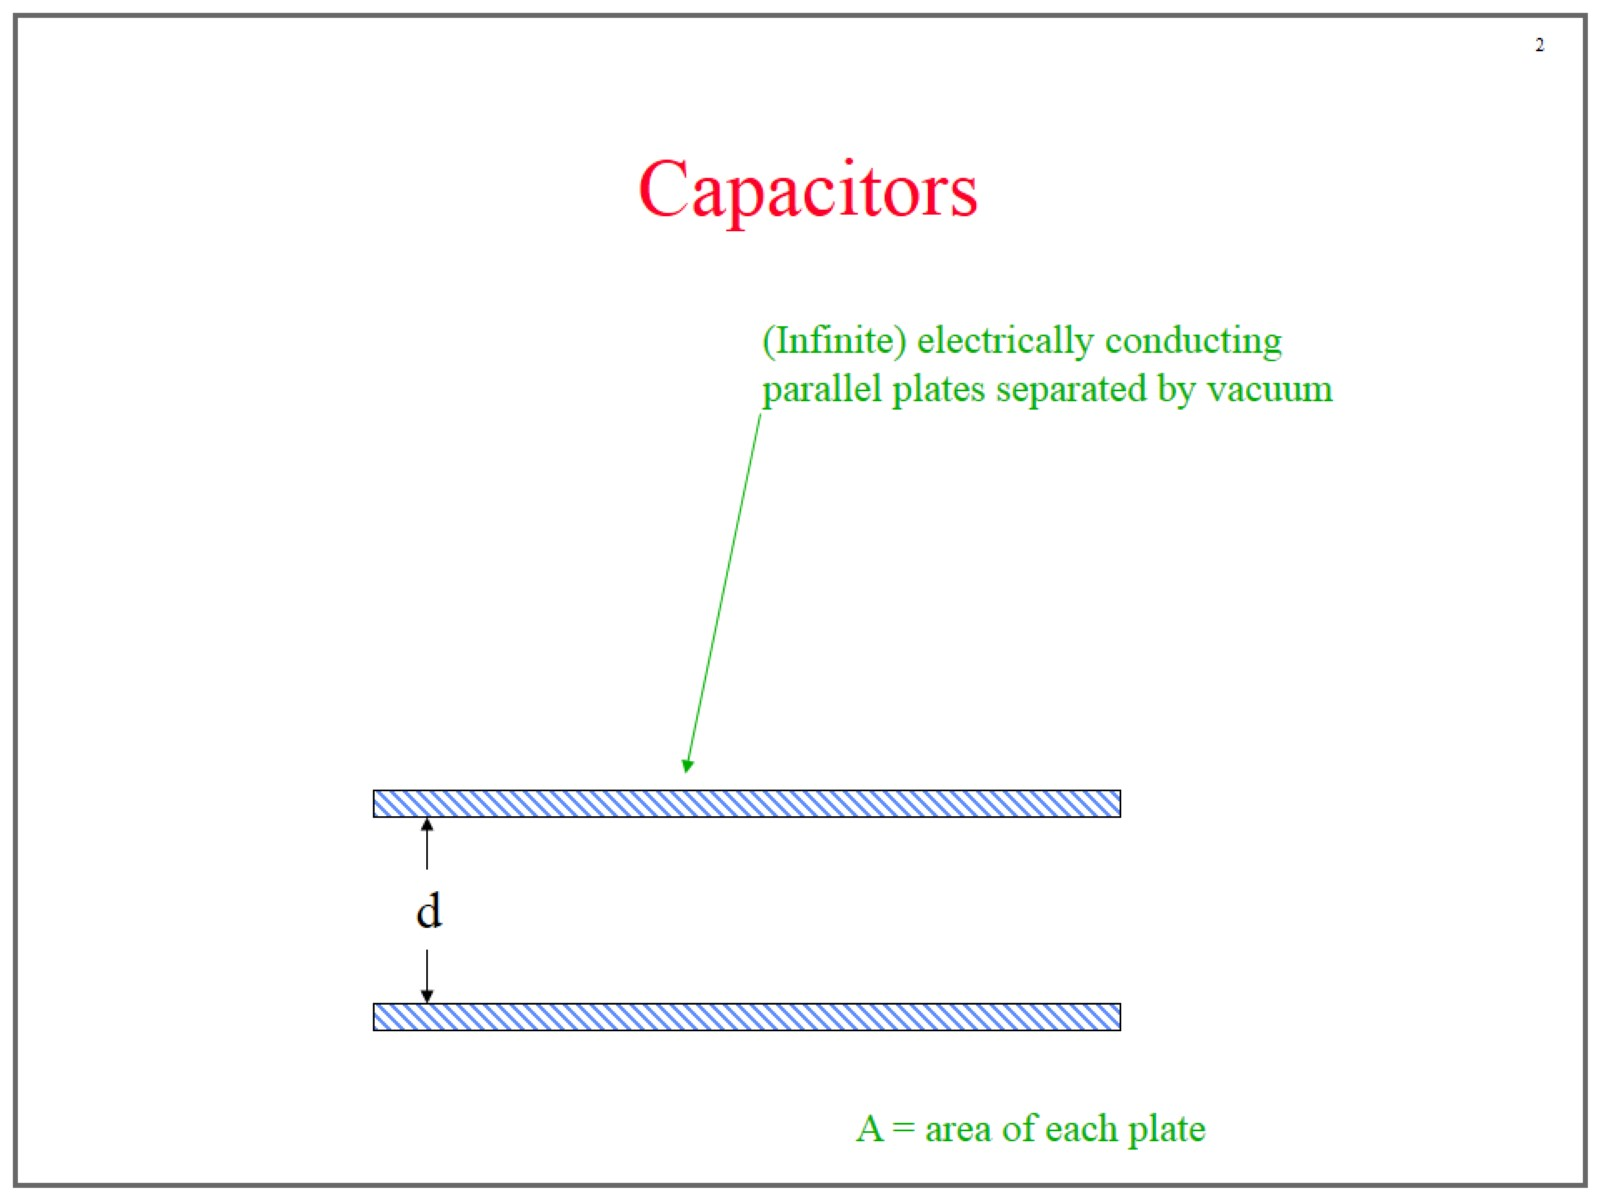 2
Capacitors
(Infinite) electrically conducting
parallel plates separated by vacuum
d
A = area of each plate